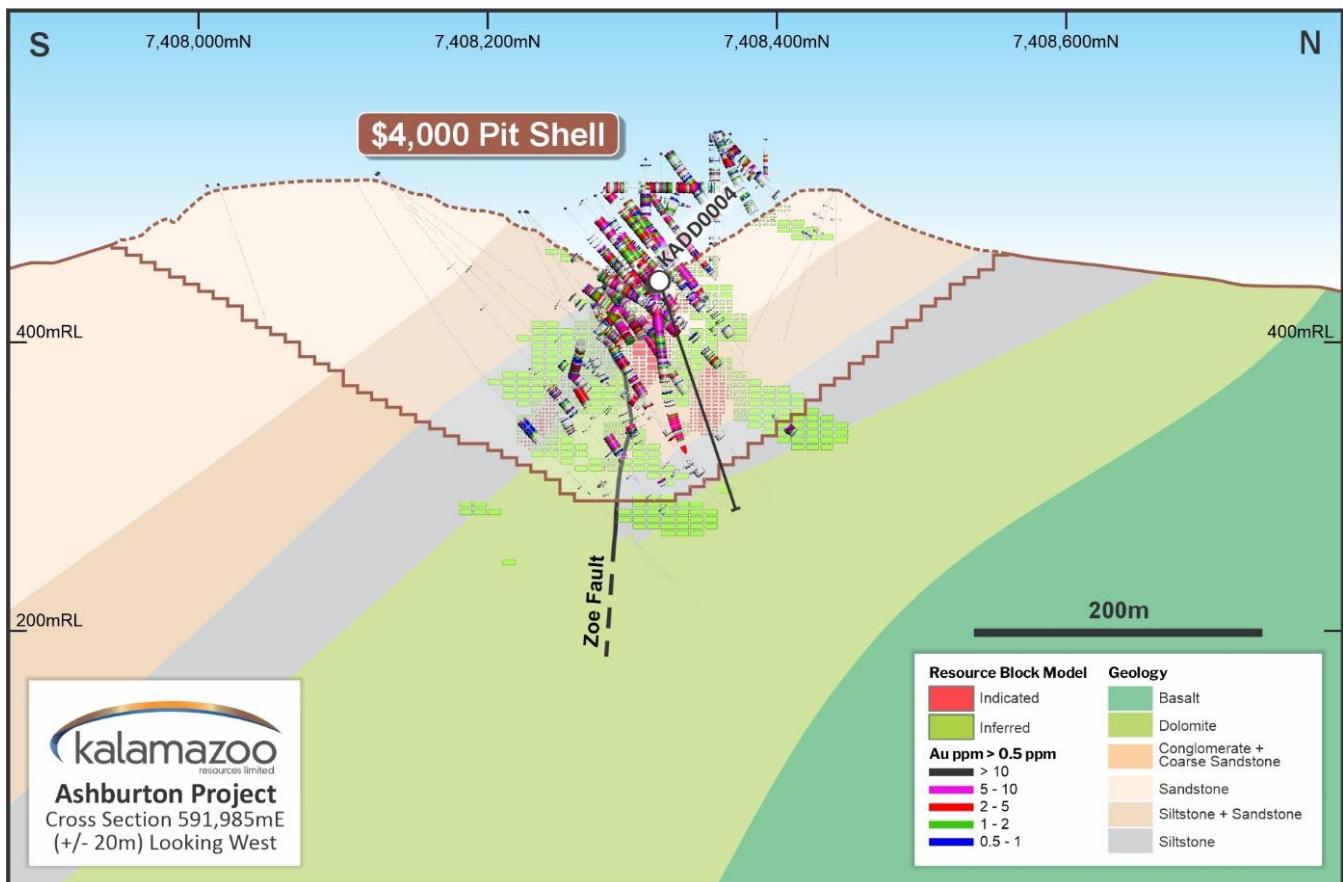 S
7,408,000mN
7,408,200mN
7,408,400mN
7,408,600mN
N
$4,000 Pit Shell
KADD0004
400mRL
400mRL
200mRL
Zoe Fault
200m
kalamazoo
resources limited
Ashburton Project
Cross Section 591,985mE
(+/- 20m) Looking West
Resource Block Model
Indicated
Inferred
Au ppm > 0.5 ppm
> 10
5 - 10
2 - 5
1 - 2
0.5 - 1
Geology
Basalt
Dolomite
Conglomerate +
Coarse Sandstone
Sandstone
Siltstone + Sandstone
Siltstone